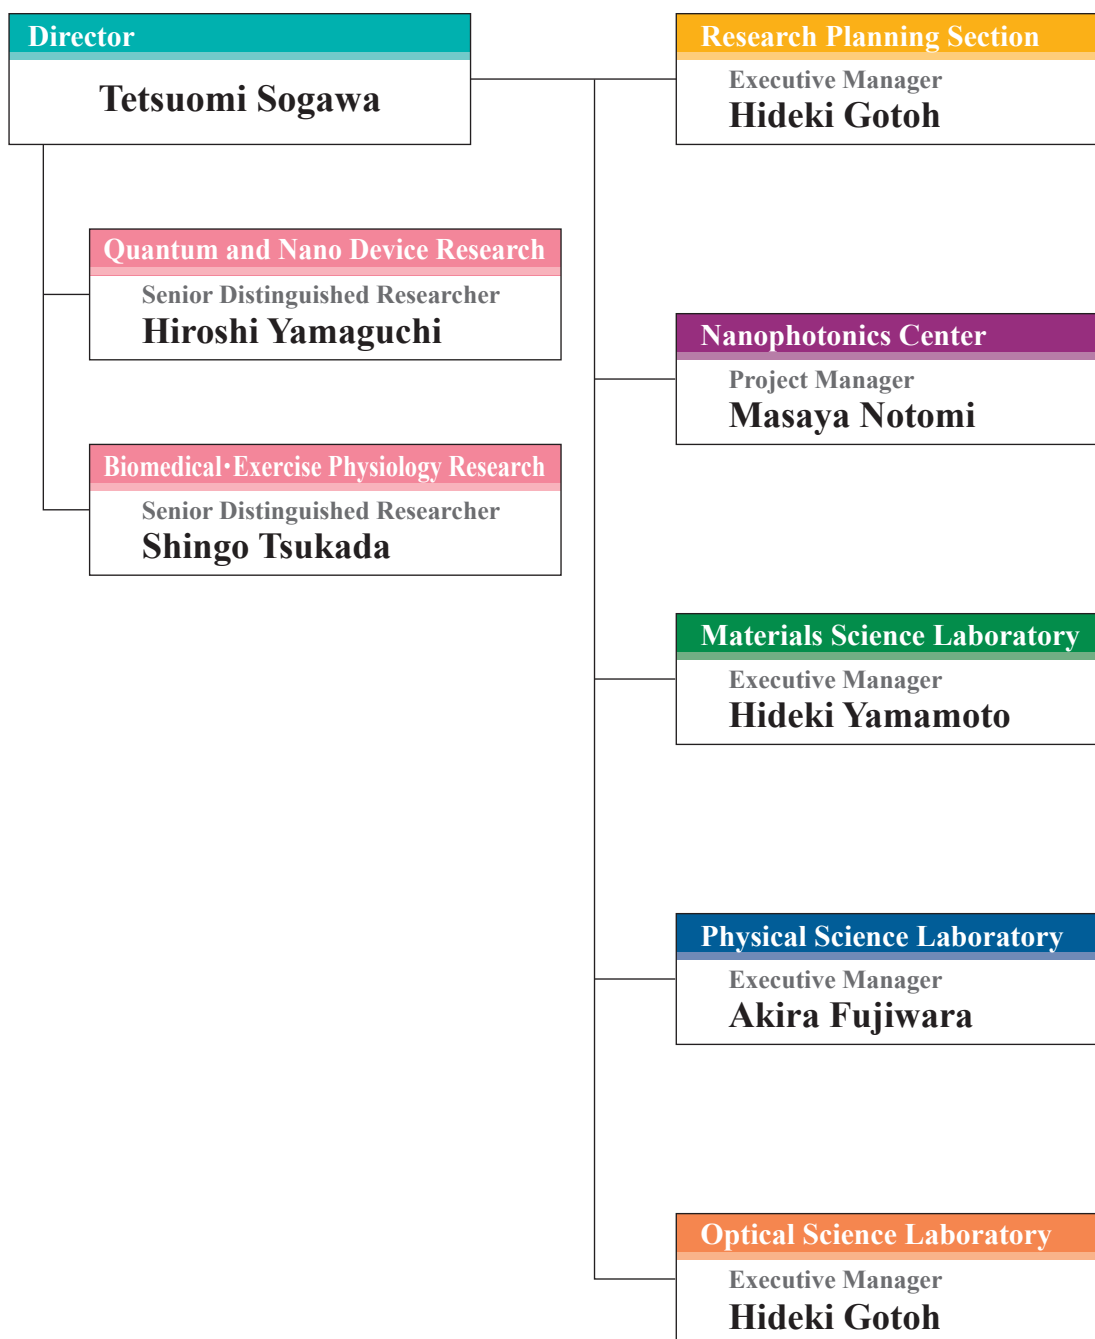 Director
Tetsuomi Sogawa
Quantum and Nano Device Research
Senior Distinguished Researcher
Hiroshi Yamaguchi
Biomedical･Exercise Physiology Research
Senior Distinguished Researcher
Shingo Tsukada
Research Planning Section
Executive Manager
Hideki Gotoh
Nanophotonics Center
Project Manager
Masaya Notomi
Materials Science Laboratory
Executive Manager
Hideki Yamamoto
Physical Science Laboratory
Executive Manager
Akira Fujiwara
Optical Science Laboratory
Executive Manager
Hideki Gotoh